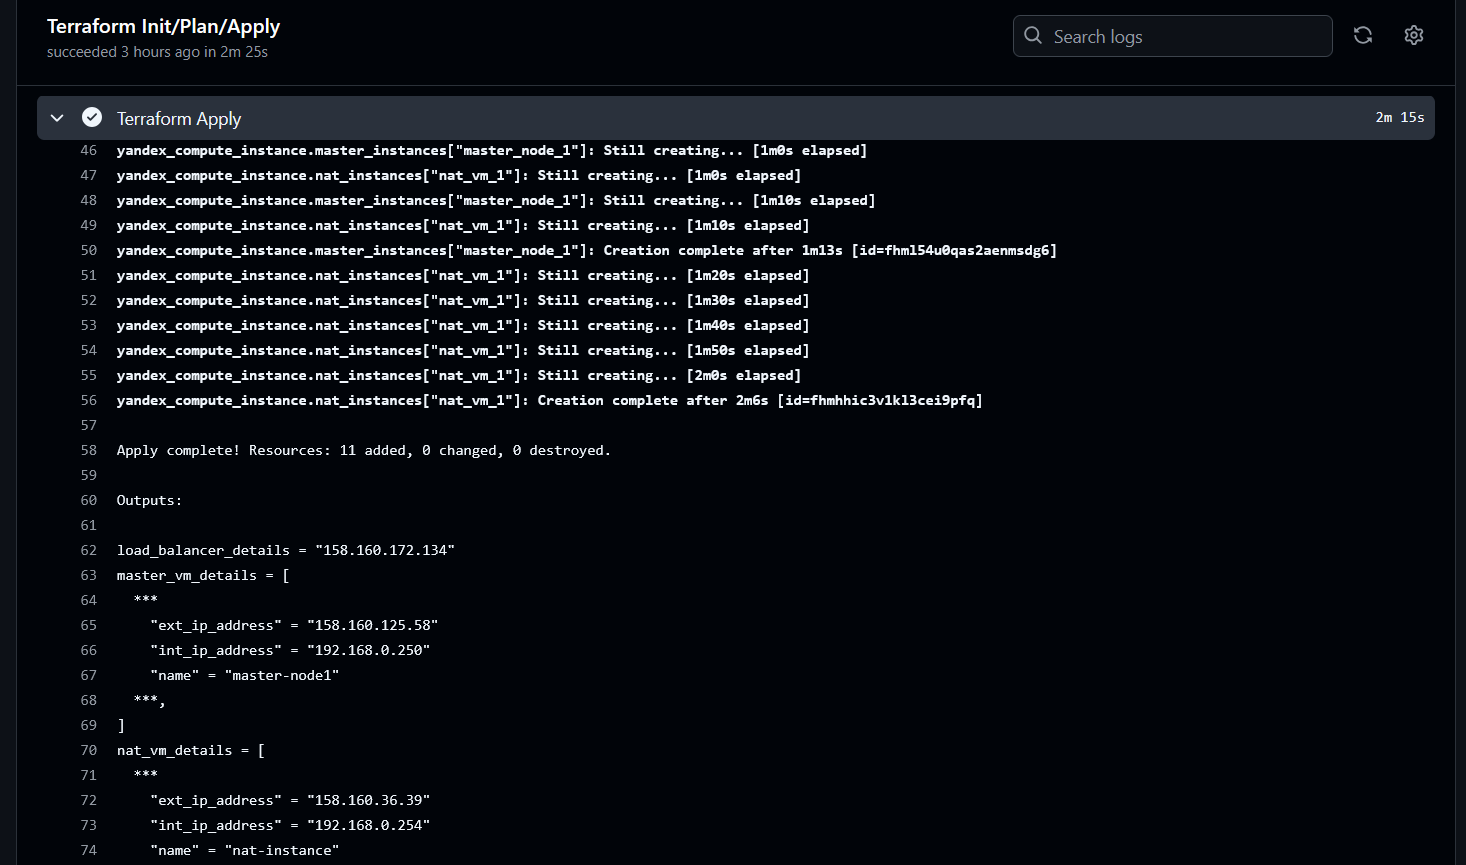 Terraform Init/Plan/Apply
succeeded 3 hours ago in 2m 25s
Search logs
Terraform Apply
2m 15s
46 yandex_compute_instance.master_instances["master_node_1"]: Still creating... [1m0s elapsed]
47 yandex_compute_instance.nat_instances["nat_vm_1"]: Still creating... [1m0s elapsed]
48 yandex_compute_instance.master_instances["master_node_1"]: Still creating... [1m10s elapsed]
49 yandex_compute_instance.nat_instances["nat_vm_1"]: Still creating... [1m10s elapsed]
50 yandex_compute_instance.master_instances["master_node_1"]: Creation complete after 1m13s [id=fhml54u0qas2aenmsdg6]
51 yandex_compute_instance.nat_instances["nat_vm_1"]: Still creating... [1m20s elapsed]
52 yandex_compute_instance.nat_instances["nat_vm_1"]: Still creating... [1m30s elapsed]
53 yandex_compute_instance.nat_instances["nat_vm_1"]: Still creating... [1m40s elapsed]
54 yandex_compute_instance.nat_instances["nat_vm_1"]: Still creating... [1m50s elapsed]
55 yandex_compute_instance.nat_instances["nat_vm_1"]: Still creating... [2m0s elapsed]
56 yandex_compute_instance.nat_instances["nat_vm_1"]: Creation complete after 2m6s [id=fhmhhic3v1kl3cei9pfq]
57
58 Apply complete! Resources: 11 added, 0 changed, 0 destroyed.
59
60 Outputs:
61
62 load_balancer_details = "158.160.172.134"
63 master_vm_details = [
64 ***
65 "ext_ip_address" = "158.160.125.58"
66 "int_ip_address" = "192.168.0.250"
67 "name" = "master-node1"
68 ***,
69 ]
70 nat_vm_details = [
71 ***
72 "ext_ip_address" = "158.160.36.39"
73 "int_ip_address" = "192.168.0.254"
74 "name" = "nat-instance"